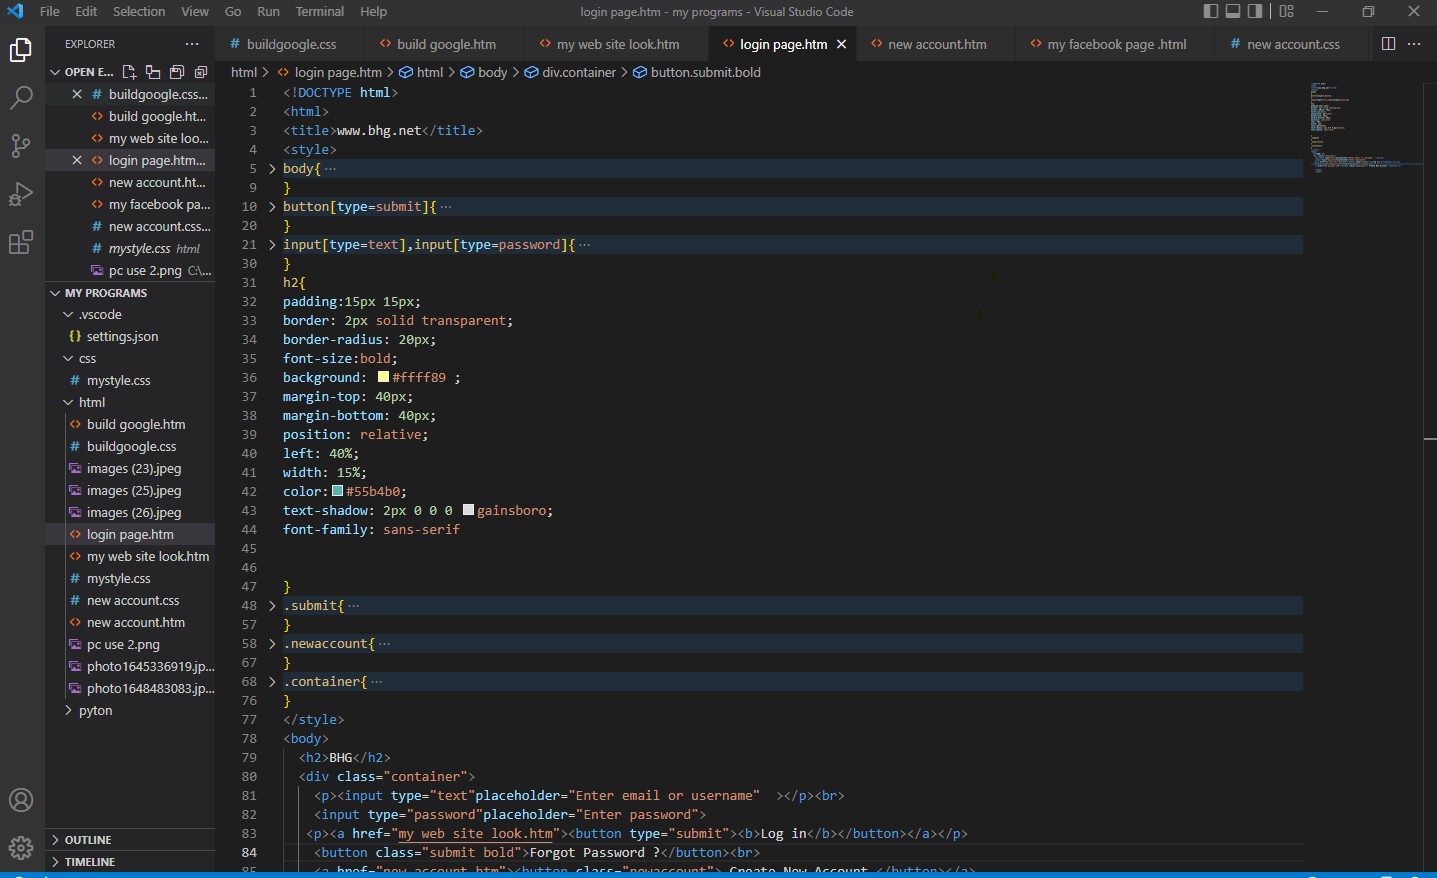 File Edit Selection View Go Run Terminal Help
login page.htm - my programs - Visual Studio Code
EXPLORER ···
OPEN E...
buildgoogle.css...
build google.ht...
my web site loo...
login page.htm...
new account.ht...
my facebook pa...
new account.css...
mystyle.css html
pc use 2.png C:\...
MY PROGRAMS
.vscode
{} settings.json
css
# mystyle.css
html
build google.htm
# buildgoogle.css
images (23).jpeg
images (25).jpeg
images (26).jpeg
login page.htm
my web site look.htm
# mystyle.css
# new account.css
new account.htm
pc use 2.png
photo1645336919.jp...
photo1648483083.jp...
pyton
OUTLINE
TIMELINE
# buildgoogle.css <> build google.htm <> my web site look.htm <> login page.htm <> new account.htm <> my facebook page .html # new account.css
html > <> login page.htm > html > body > div.container > button.submit.bold
1 <!DOCTYPE html>
2 <html>
3 <title>www.bhg.net</title>
4 <style>
5 body{ ···
9 }
10 button[type=submit]{ ···
20 }
21 input[type=text],input[type=password]{ ···
30 }
31 h2{
32 padding:15px 15px;
33 border: 2px solid transparent;
34 border-radius: 20px;
35 font-size:bold;
36 background: #ffff89 ;
37 margin-top: 40px;
38 margin-bottom: 40px;
39 position: relative;
40 left: 40%;
41 width: 15%;
42 color: #55b4b0;
43 text-shadow: 2px 0 0 0 gainsboro;
44 font-family: sans-serif
45
46
47 }
48 .submit{ ···
57 }
58 .newaccount{ ···
67 }
68 .container{ ···
76 }
77 </style>
78 <body>
79 <h2>BHG</h2>
80 <div class="container">
81 <p><input type="text"placeholder="Enter email or username"  ></p><br>
82 <input type="password"placeholder="Enter password">
83 <p><a href="my web site look.htm"><button type="submit"><b>Log in</b></button></a></p>
84 <button class="submit bold">Forgot Password ?</button><br>
85 <a href="new account.htm"><button class="newaccount"> Create New Account </button></a>